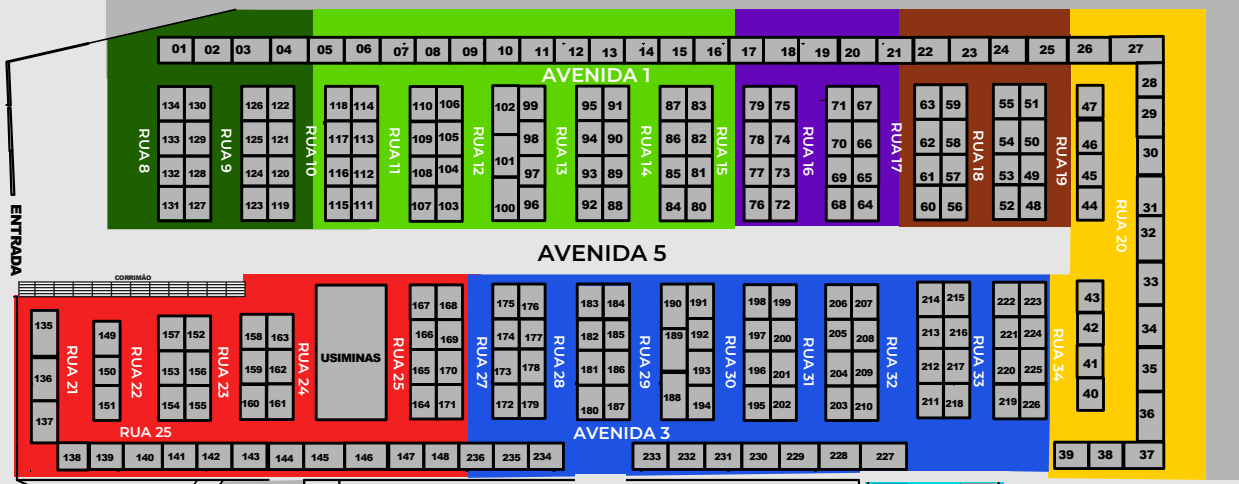 01 02 03 04 05 06 07 08 09 10 11 12 13 14 15 16 17 18 19 20 21 22 23 24 25 26 27
AVENIDA 1
28
29
30
31
32
33
34
35
36
134 130 126 122 118 114 110 106 102 99 95 91 87 83 79 75 71 67 63 59 55 51 47
133 129 125 121 117 113 109 105 98 94 90 86 82 78 74 70 66 62 58 54 50 46
132 128 124 120 116 112 108 104 101 97 93 89 85 81 77 73 69 65 61 57 53 49 45
131 127 123 119 115 111 107 103 100 96 92 88 84 80 76 72 68 64 60 56 52 48 44
RUA 8
RUA 9
RUA 10
RUA 11
RUA 12
RUA 13
RUA 14
RUA 15
RUA 16
RUA 17
RUA 18
RUA 19
RUA 20
ENTRADA
AVENIDA 5
CORRIMÃO
135
136
137
RUA 21
149
150
151
RUA 22
157 152
153 156
154 155
RUA 23
158 163
159 162
160 161
RUA 24
USIMINAS
RUA 25
167 168
166 169
165 170
164 171
RUA 27
175 176
174 177
173 178
172 179
RUA 28
183 184
182 185
181 186
180 187
RUA 29
190 191
189 192
193
188 194
RUA 30
198 199
197 200
196 201
195 202
RUA 31
206 207
205 208
204 209
203 210
RUA 32
214 215
213 216
212 217
211 218
RUA 33
222 223
221 224
220 225
219 226
RUA 34
43
42
41
40
RUA 25
AVENIDA 3
138 139 140 141 142 143 144 145 146 147 148 236 235 234 233 232 231 230 229 228 227 39 38 37